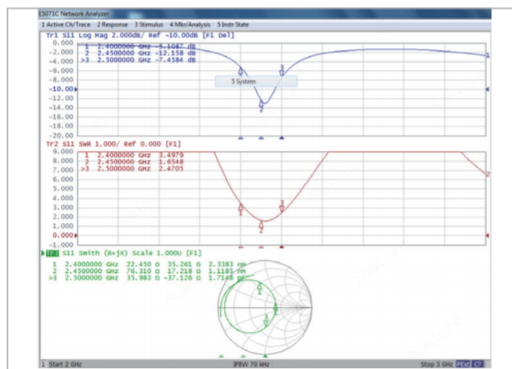 E5071C Network Analyzer
1 Active Ch/Trace 2 Response 3 Stimulus 4 Mkr/Analysis 5 Instr State
Tr1 S11 Log Mag 2.000dB/ Ref -10.00dB [F1 Del]
0.000
-2.000
-4.000
-6.000
-8.000
-10.00
-12.00
-14.00
-16.00
-18.00
-20.00
1 2.4000000 GHz -5.1087 dB
2 2.4500000 GHz -12.158 dB
>3 2.5000000 GHz -7.4584 dB
5 System
Tr2 S11 SWR 1.000/ Ref 0.000 [F1]
9.000
8.000
7.000
6.000
5.000
4.000
3.000
2.000
1.000
0.000
-1.000
1 2.4000000 GHz 3.4979
2 2.4500000 GHz 1.6548
>3 2.5000000 GHz 2.4705
Tr3 S11 Smith (R+jX) Scale 1.000U [F1]
1 2.4000000 GHz 22.450 Ω 35.261 Ω 2.3383 nH
2 2.4500000 GHz 76.310 Ω 17.218 Ω 1.1185 nH
>3 2.5000000 GHz 35.983 Ω -37.126 Ω
1 Start 2 GHz IFBW 70 kHz Stop 3 GHz